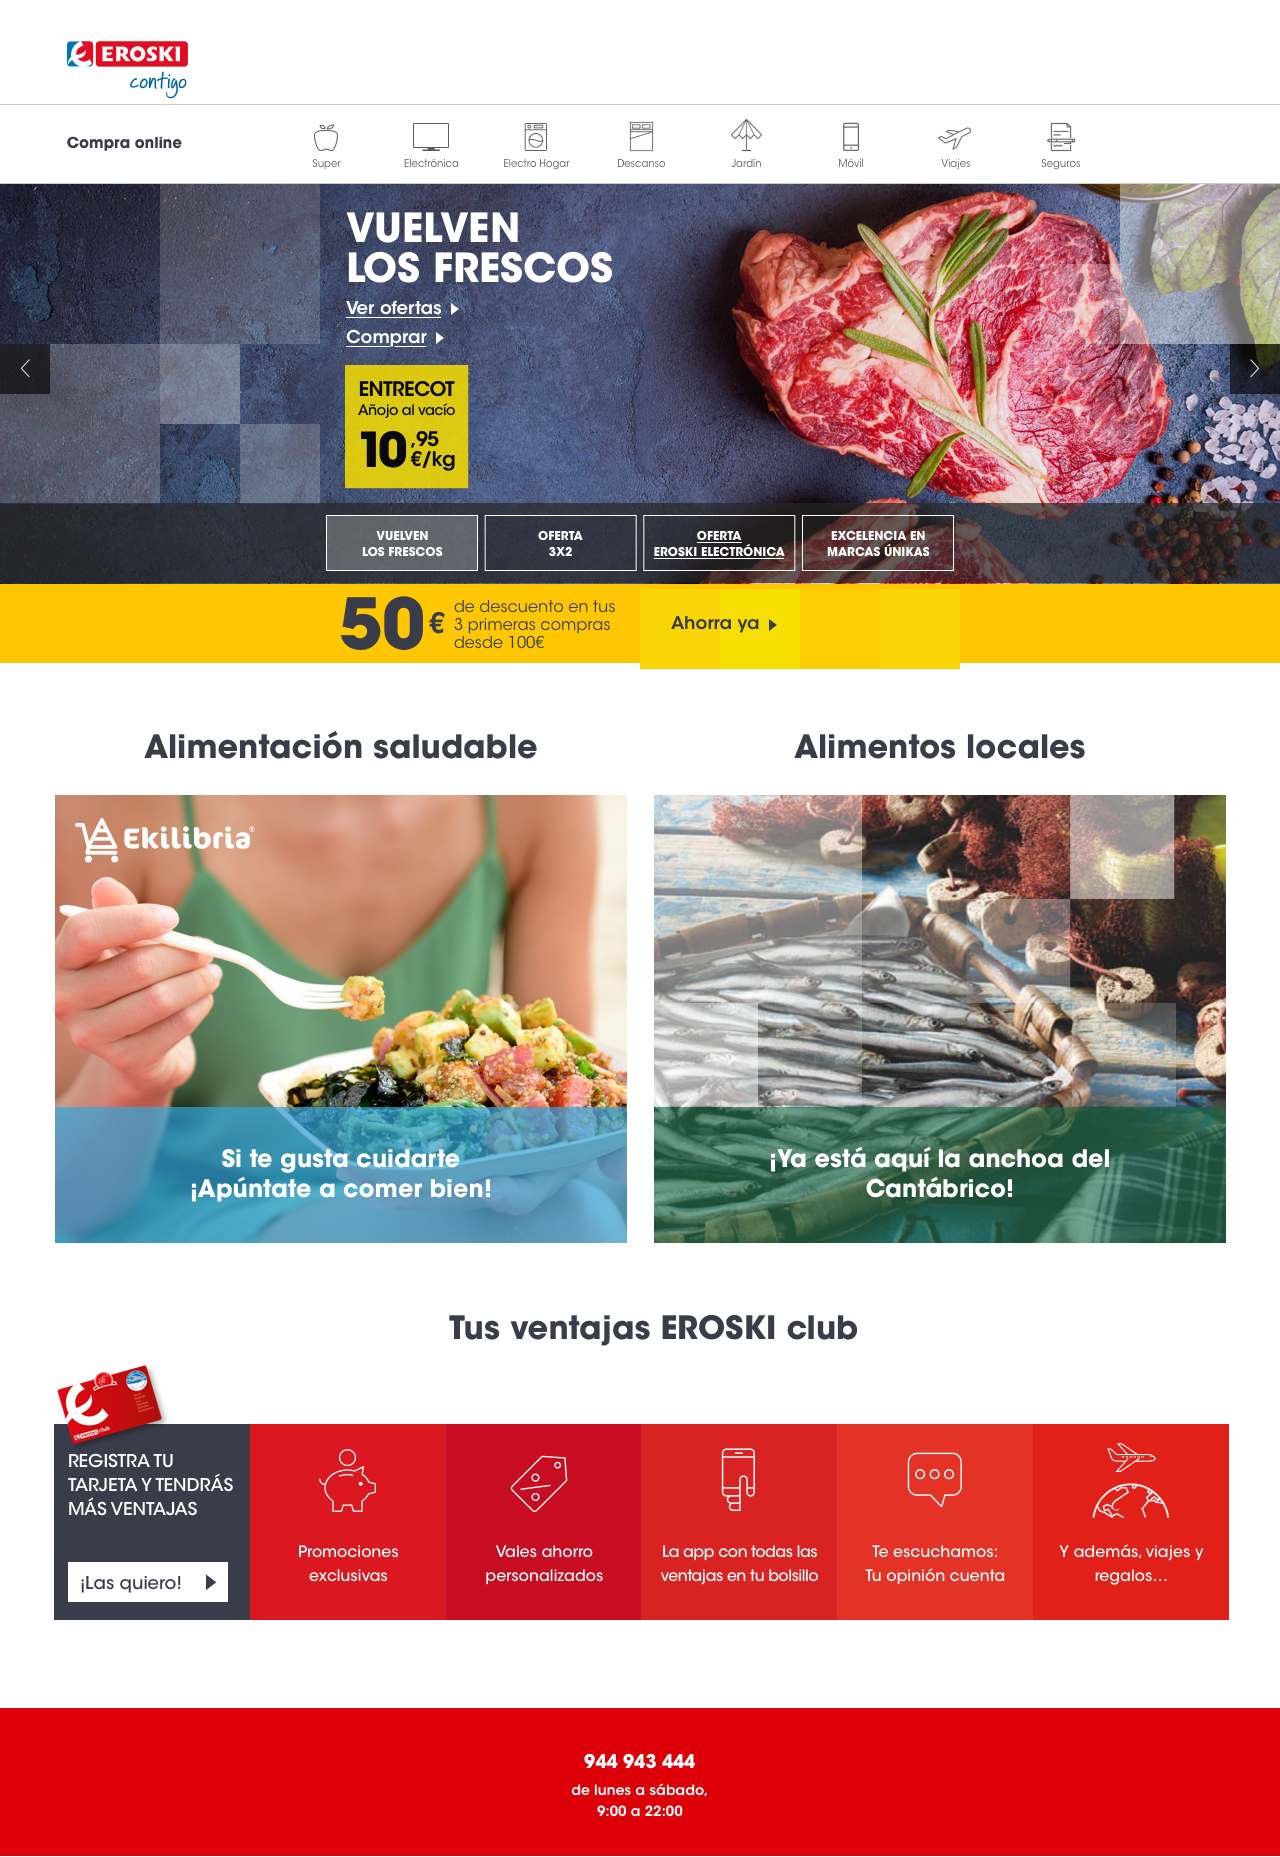 EROSKI
contigo
Compra online
Super
Electrónica
Electro Hogar
Descanso
Jardín
Móvil
Viajes
Seguros
VUELVEN
LOS FRESCOS
Ver ofertas
Comprar
ENTRECOT
Añojo al vacío
10,95
€/kg
VUELVEN
LOS FRESCOS
OFERTA
3X2
OFERTA
EROSKI ELECTRÓNICA
EXCELENCIA EN
MARCAS ÚNIKAS
50€
de descuento en tus
3 primeras compras
desde 100€
Ahorra ya
Alimentación saludable
Alimentos locales
Ekilibria®
Si te gusta cuidarte
¡Apúntate a comer bien!
¡Ya está aquí la anchoa del
Cantábrico!
Tus ventajas EROSKI club
EROSKI club
REGISTRA TU
TARJETA Y TENDRÁS
MÁS VENTAJAS
¡Las quiero!
Promociones
exclusivas
Vales ahorro
personalizados
La app con todas las
ventajas en tu bolsillo
Te escuchamos:
Tu opinión cuenta
Y además, viajes y
regalos...
944 943 444
de lunes a sábado,
9:00 a 22:00